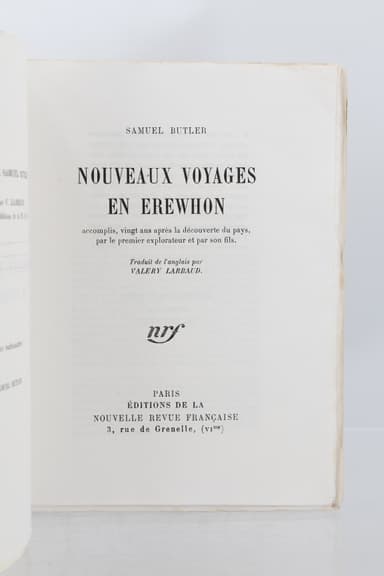 SAMUEL BUTLER
NOUVEAUX VOYAGES
EN EREWHON
accomplis, vingt ans après la découverte du pays,
par le premier explorateur et par son fils.
Traduit de l'anglais par
VALERY LARBAUD.
nrf
PARIS
ÉDITIONS DE LA
NOUVELLE REVUE FRANÇAISE
3, rue de Grenelle, (VIme)